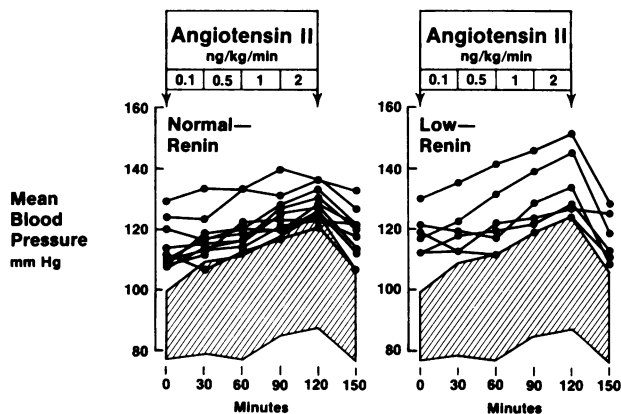 Angiotensin II
ng/kg/min
0.1 0.5 1 2
Angiotensin II
ng/kg/min
0.1 0.5 1 2
Mean
Blood
Pressure
mm Hg
160
140
120
100
80
Normal—
Renin
0 30 60 90 120 150
Minutes
160
140
120
100
80
Low—
Renin
0 30 60 90 120 150
Minutes